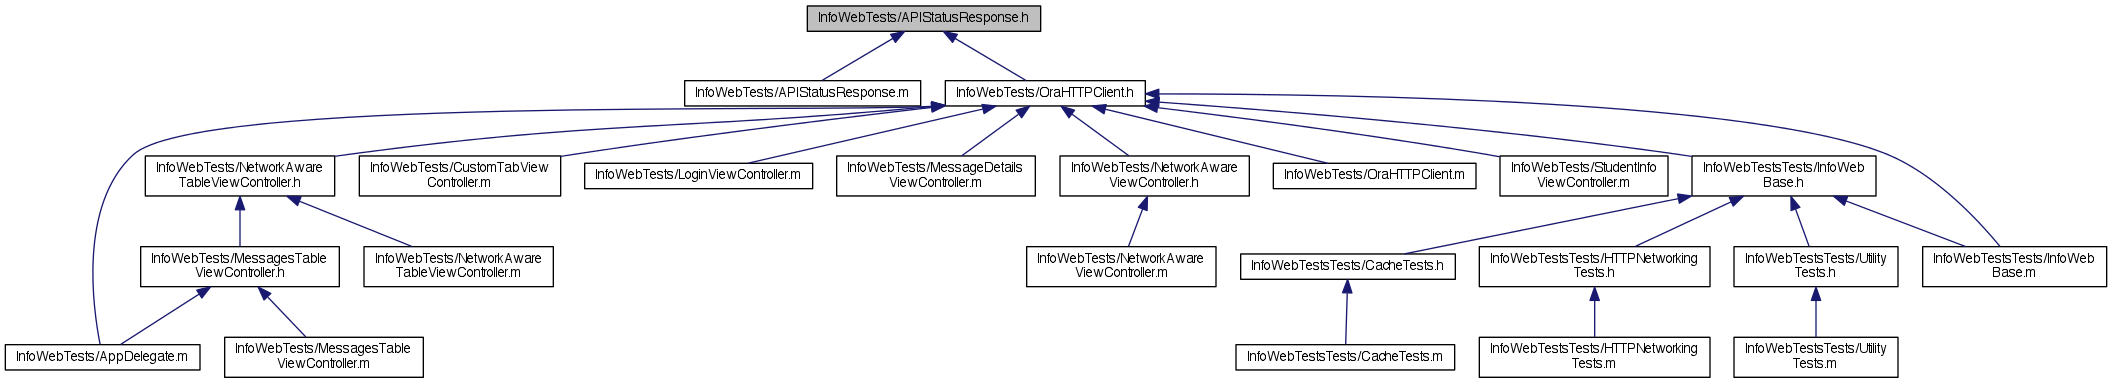 InfoWebTests/APIStatusResponse.h
InfoWebTests/APIStatusResponse.m
InfoWebTests/OraHTTPClient.h
InfoWebTests/NetworkAware
TableViewController.h
InfoWebTests/CustomTabView
Controller.m
InfoWebTests/LoginViewController.m
InfoWebTests/MessageDetails
ViewController.m
InfoWebTests/NetworkAware
ViewController.h
InfoWebTests/OraHTTPClient.m
InfoWebTests/StudentInfo
ViewController.m
InfoWebTestsTests/InfoWeb
Base.h
InfoWebTests/MessagesTable
ViewController.h
InfoWebTests/NetworkAware
TableViewController.m
InfoWebTests/NetworkAware
ViewController.m
InfoWebTestsTests/CacheTests.h
InfoWebTestsTests/HTTPNetworking
Tests.h
InfoWebTestsTests/Utility
Tests.h
InfoWebTestsTests/InfoWeb
Base.m
InfoWebTests/AppDelegate.m
InfoWebTests/MessagesTable
ViewController.m
InfoWebTestsTests/CacheTests.m
InfoWebTestsTests/HTTPNetworking
Tests.m
InfoWebTestsTests/Utility
Tests.m